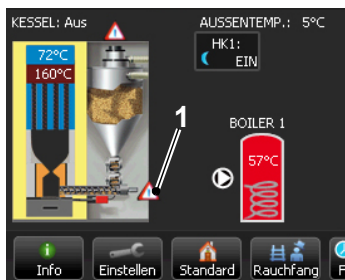 KESSEL: Aus
AUSSENTEMP.: 5°C
HK1:
EIN
72°C
160°C
1
BOILER 1
57°C
Info
Einstellen
Standard
Rauchfang